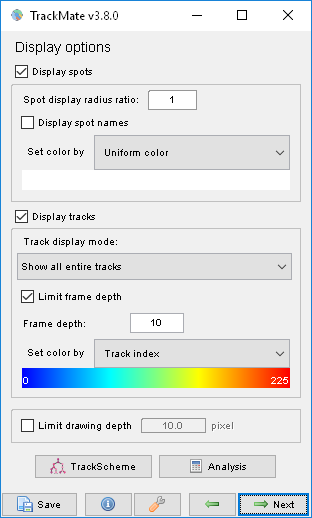 TrackMate v3.8.0
Display options
Display spots
Spot display radius ratio: 1
Display spot names
Set color by Uniform color
Display tracks
Track display mode:
Show all entire tracks
Limit frame depth
Frame depth: 10
Set color by Track index
0 225
Limit drawing depth 10.0 pixel
TrackScheme Analysis
Save Next